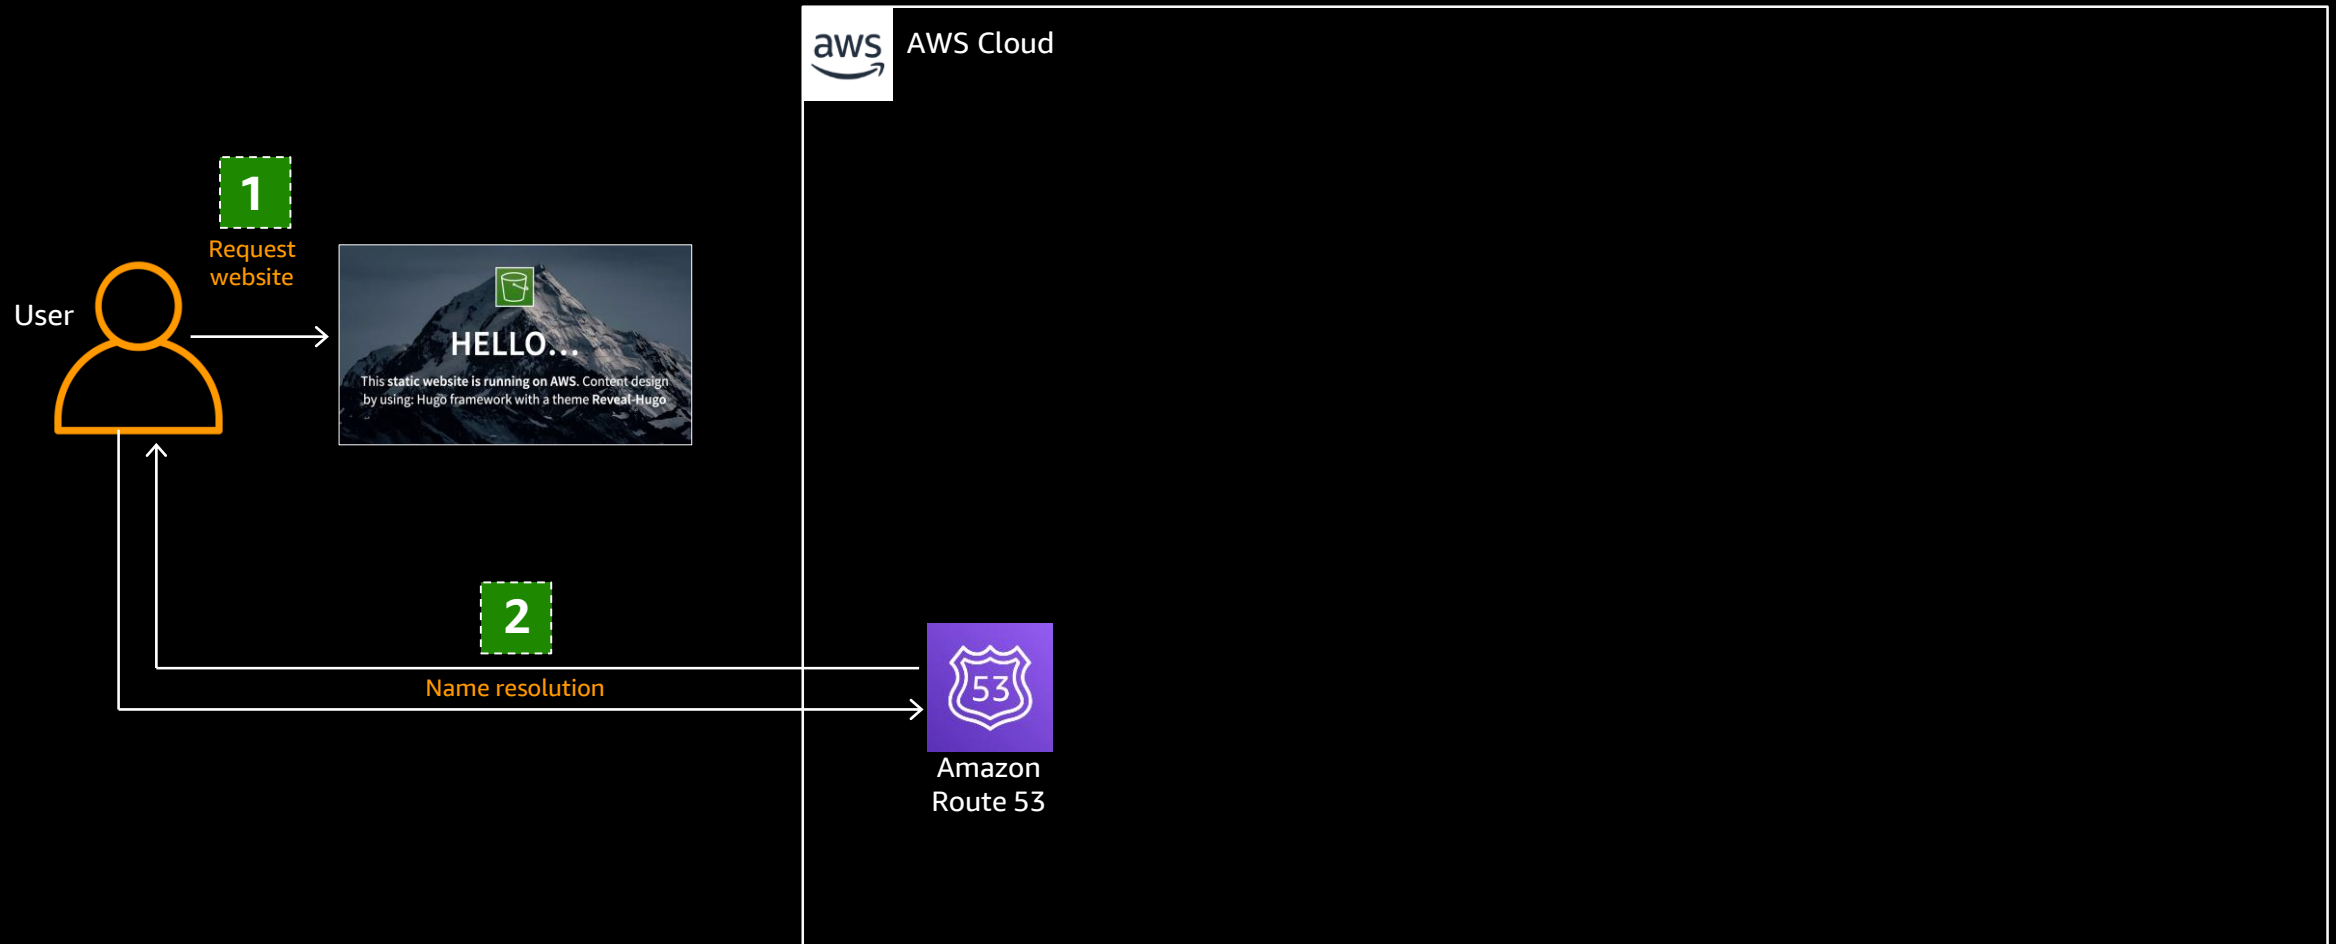 aws
AWS Cloud
1
Request
website
User
HELLO...
This static website is running on AWS. Content design
by using: Hugo framework with a theme Reveal-Hugo
2
Name resolution
53
Amazon
Route 53